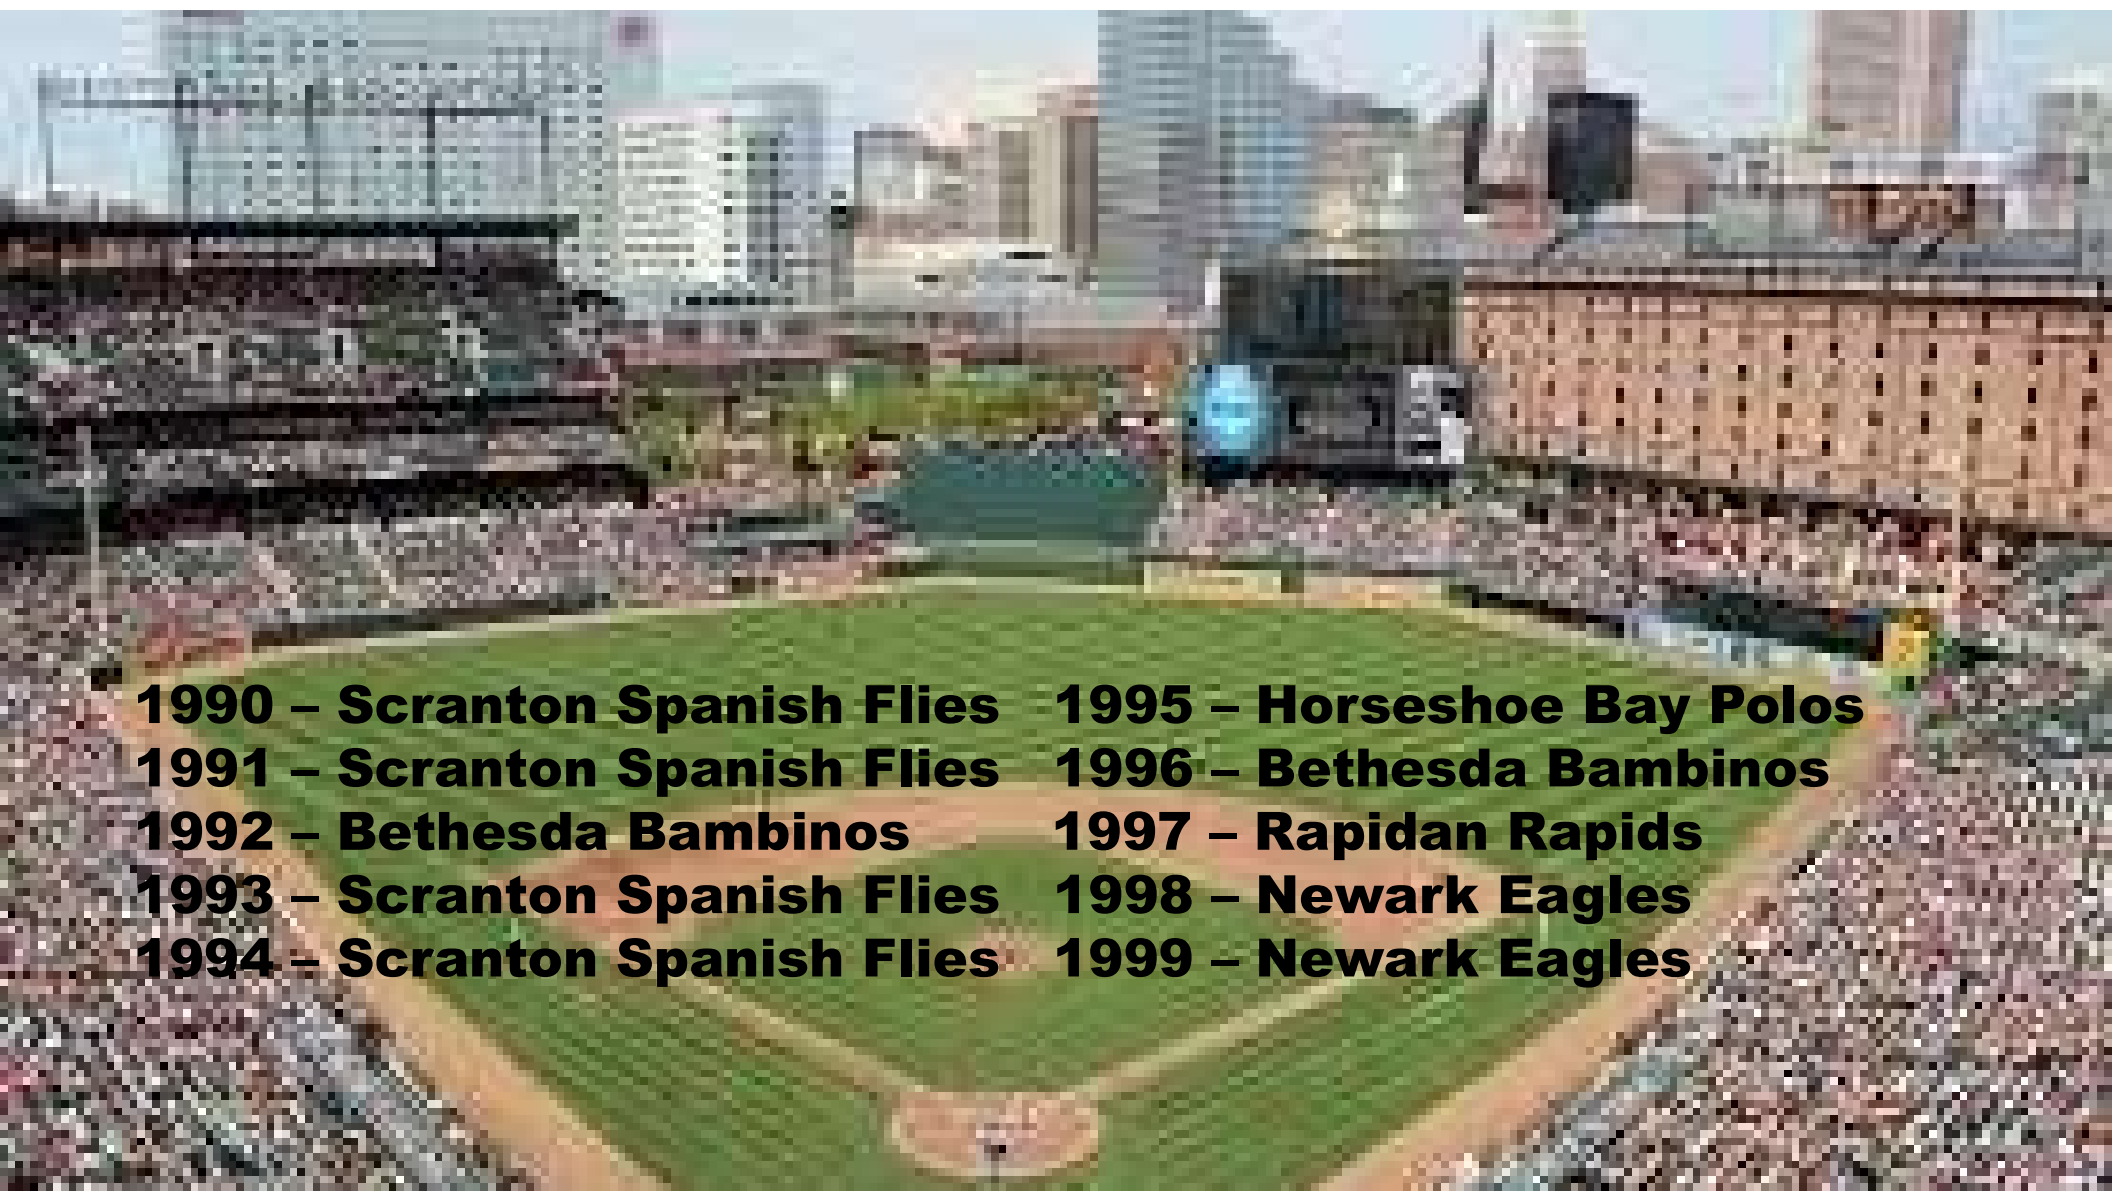 1990 – Scranton Spanish Flies
1991 – Scranton Spanish Flies
1992 – Bethesda Bambinos
1993 – Scranton Spanish Flies
1994 – Scranton Spanish Flies
1995 – Horseshoe Bay Polos
1996 – Bethesda Bambinos
1997 – Rapidan Rapids
1998 – Newark Eagles
1999 – Newark Eagles